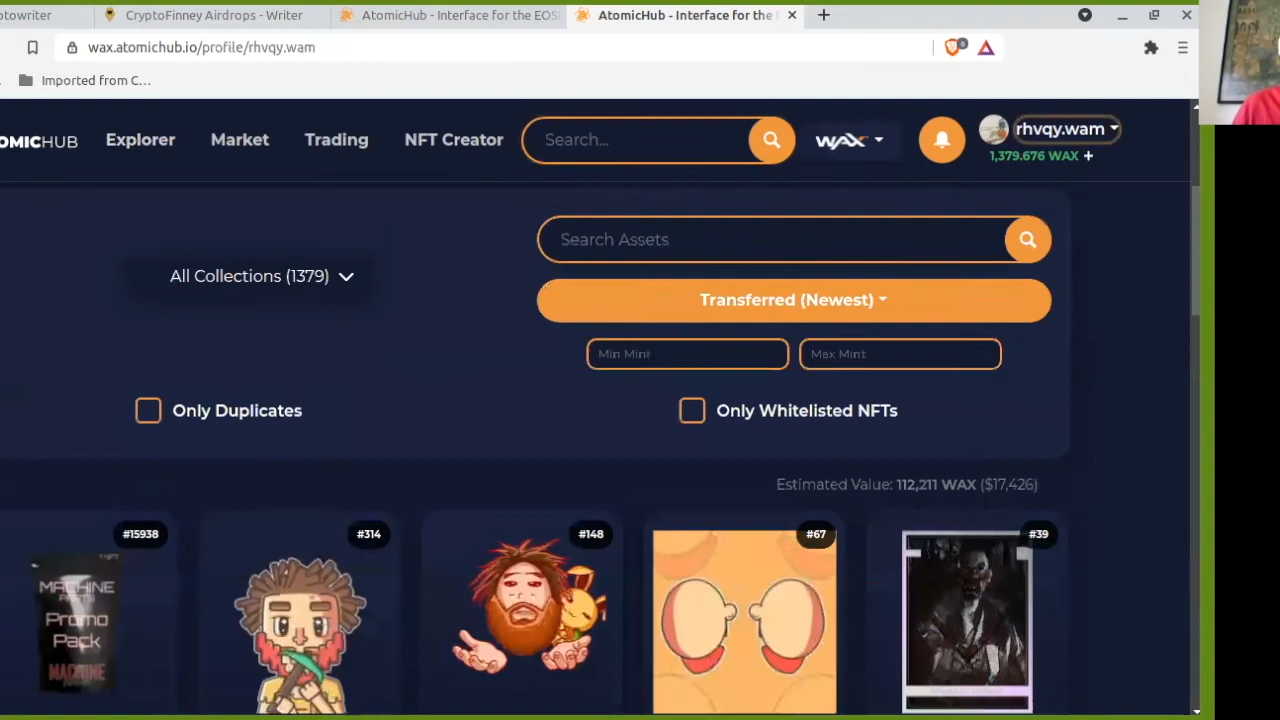 otowriter
CryptoFinney Airdrops - Writer
AtomicHub - Interface for the EOS
AtomicHub - Interface for the
wax.atomichub.io/profile/rhvqy.wam
Imported from C...
OMICHUB
Explorer
Market
Trading
NFT Creator
Search...
WAX
rhvqy.wam
1,379.676 WAX +
Search Assets
All Collections (1379)
Transferred (Newest)
Min Mint
Max Mint
Only Duplicates
Only Whitelisted NFTs
Estimated Value: 112,211 WAX ($17,426)
#15938
#314
#148
#67
#39
MACHINE
Promo
Pack
MACHINE